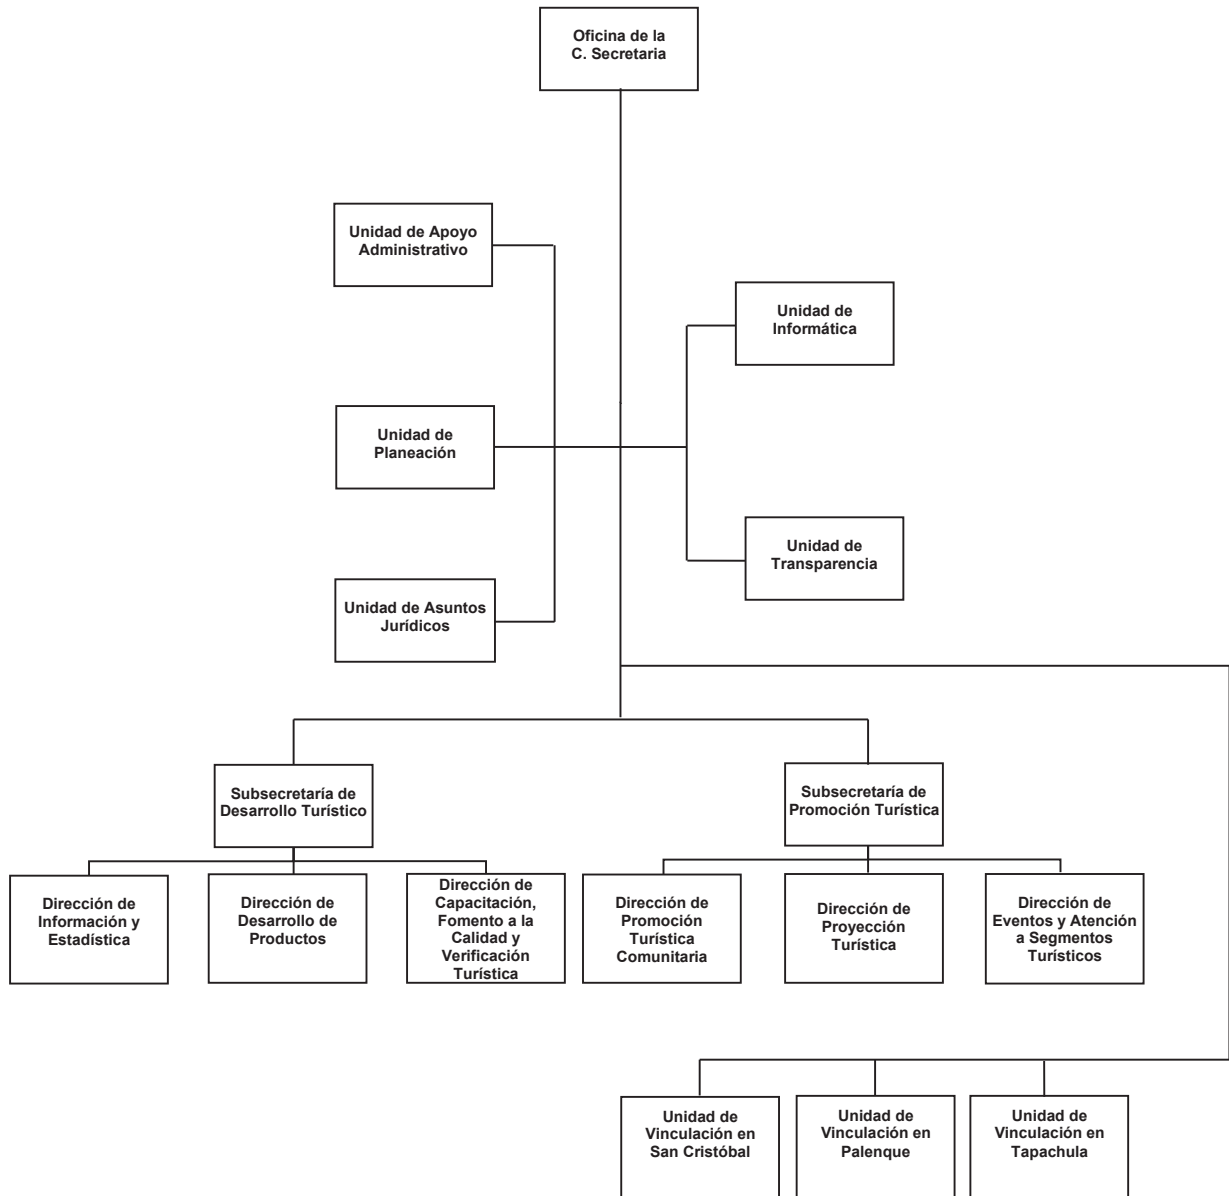 Oficina de la
C. Secretaria
Unidad de Apoyo
Administrativo
Unidad de
Informática
Unidad de
Planeación
Unidad de
Transparencia
Unidad de Asuntos
Jurídicos
Subsecretaría de
Desarrollo Turístico
Subsecretaría de
Promoción Turística
Dirección de
Información y
Estadística
Dirección de
Desarrollo de
Productos
Dirección de
Capacitación,
Fomento a la
Calidad y
Verificación
Turística
Dirección de
Promoción
Turística
Comunitaria
Dirección de
Proyección
Turística
Dirección de
Eventos y Atención
a Segmentos
Turísticos
Unidad de
Vinculación en
San Cristóbal
Unidad de
Vinculación en
Palenque
Unidad de
Vinculación en
Tapachula